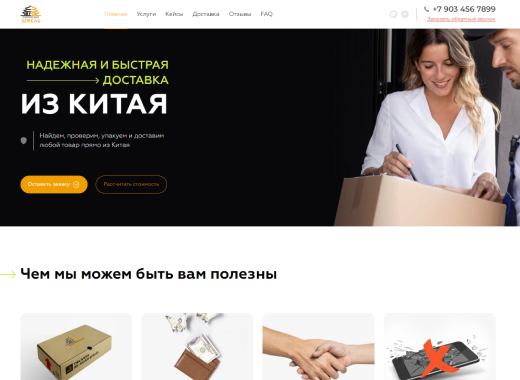 Главная Услуги Кейсы Доставка Отзывы FAQ
+7 903 456 7899
Заказать обратный звонок
НАДЕЖНАЯ И БЫСТРАЯ
ДОСТАВКА
ИЗ КИТАЯ
Найдем, проверим, упакуем и доставим
любой товар прямо из Китая
Оставить заявку
Рассчитать стоимость
Чем мы можем быть вам полезны